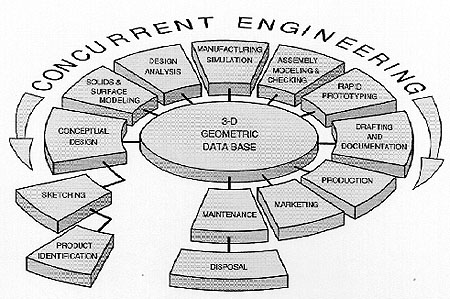 CONCURRENT ENGINEERING
MANUFACTURING
SIMULATION
DESIGN
ANALYSIS
ASSEMBLY
MODELING &
CHECKING
SOLIDS &
SURFACE
MODELING
RAPID
PROTOTYPING
CONCEPTUAL
DESIGN
3-D
GEOMETRIC
DATA BASE
DRAFTING
AND
DOCUMENTATION
SKETCHING
PRODUCTION
MAINTENANCE
MARKETING
PRODUCT
IDENTIFICATION
DISPOSAL